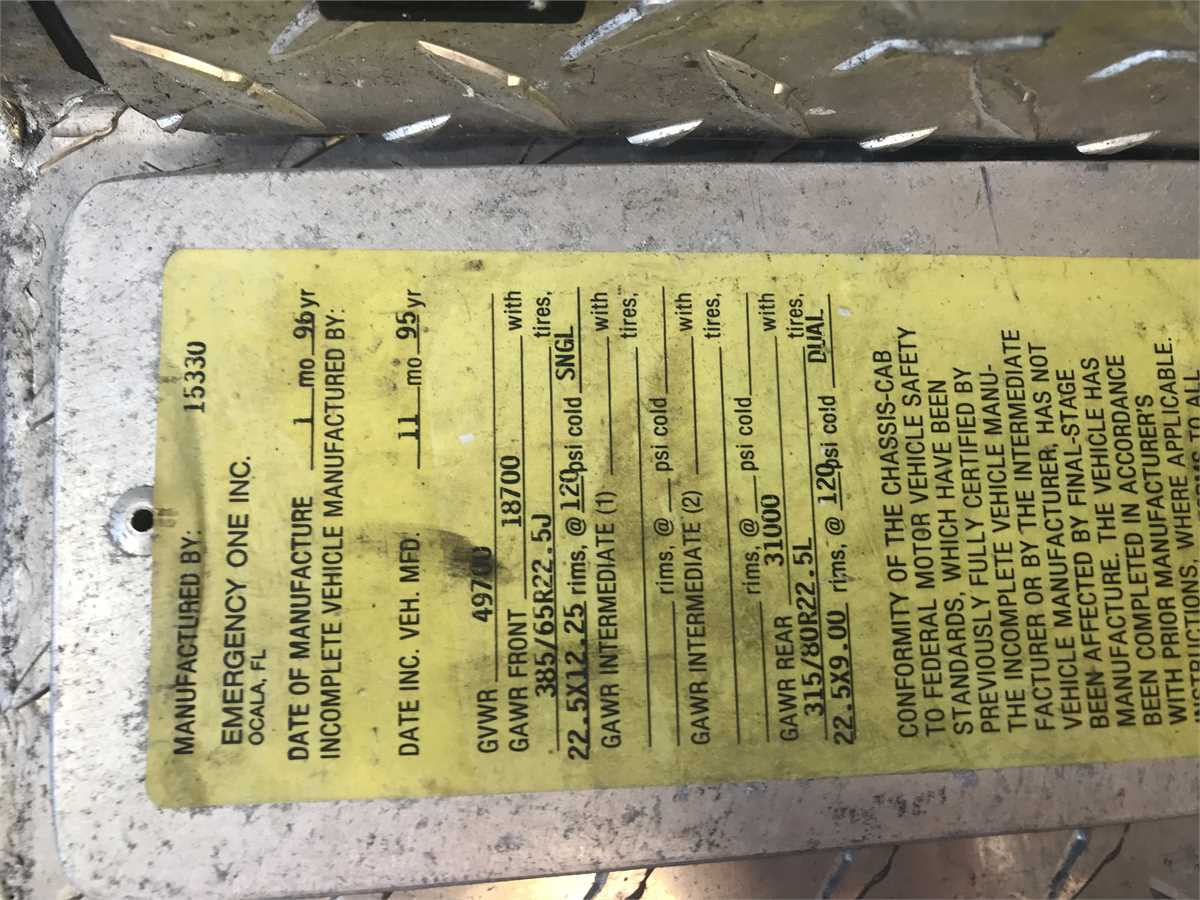 15330
MANUFACTURED BY:
EMERGENCY ONE INC.
OCALA, FL
DATE OF MANUFACTURE 1 mo 96 yr
INCOMPLETE VEHICLE MANUFACTURED BY:
DATE INC. VEH. MFD. 11 mo 95 yr
GVWR 49700
GAWR FRONT 18700 with
385/65R22.5J tires,
22.5X12.25 rims, @ 120 psi cold SNGL
GAWR INTERMEDIATE (1) with
tires,
rims, @ psi cold
GAWR INTERMEDIATE (2) with
tires,
rims, @ psi cold
GAWR REAR 31000 with
315/80R22.5L tires,
22.5X9.00 rims, @ 120 psi cold DUAL
CONFORMITY OF THE CHASSIS-CAB
TO FEDERAL MOTOR VEHICLE SAFETY
STANDARDS, WHICH HAVE BEEN
PREVIOUSLY FULLY CERTIFIED BY
THE INCOMPLETE VEHICLE MANU-
FACTURER OR BY THE INTERMEDIATE
VEHICLE MANUFACTURER, HAS NOT
BEEN AFFECTED BY FINAL-STAGE
MANUFACTURE. THE VEHICLE HAS
BEEN COMPLETED IN ACCORDANCE
WITH PRIOR MANUFACTURER'S
WHERE APPLICABLE.